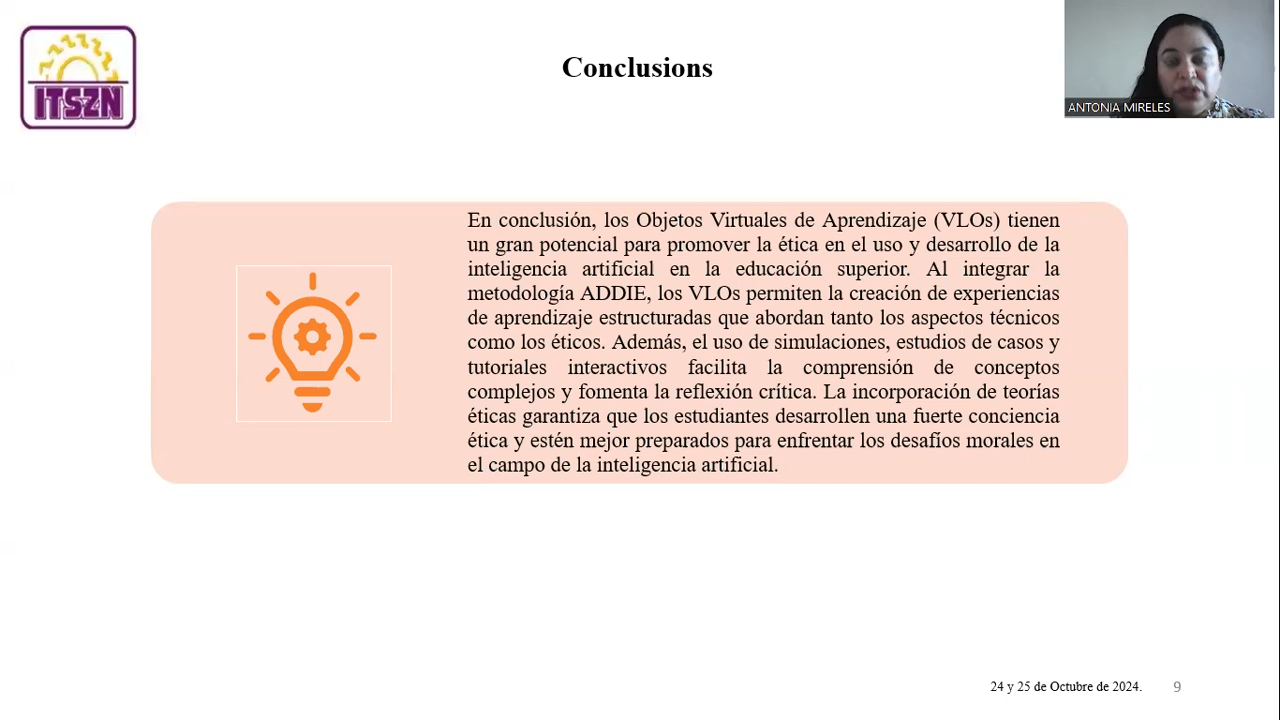 ITSZN
Conclusions
ANTONIA MIRELES
En conclusión, los Objetos Virtuales de Aprendizaje (VLOs) tienen
un gran potencial para promover la ética en el uso y desarrollo de la
inteligencia artificial en la educación superior. Al integrar la
metodología ADDIE, los VLOs permiten la creación de experiencias
de aprendizaje estructuradas que abordan tanto los aspectos técnicos
como los éticos. Además, el uso de simulaciones, estudios de casos y
tutoriales interactivos facilita la comprensión de conceptos
complejos y fomenta la reflexión crítica. La incorporación de teorías
éticas garantiza que los estudiantes desarrollen una fuerte conciencia
ética y estén mejor preparados para enfrentar los desafíos morales en
el campo de la inteligencia artificial.
24 y 25 de Octubre de 2024.
9